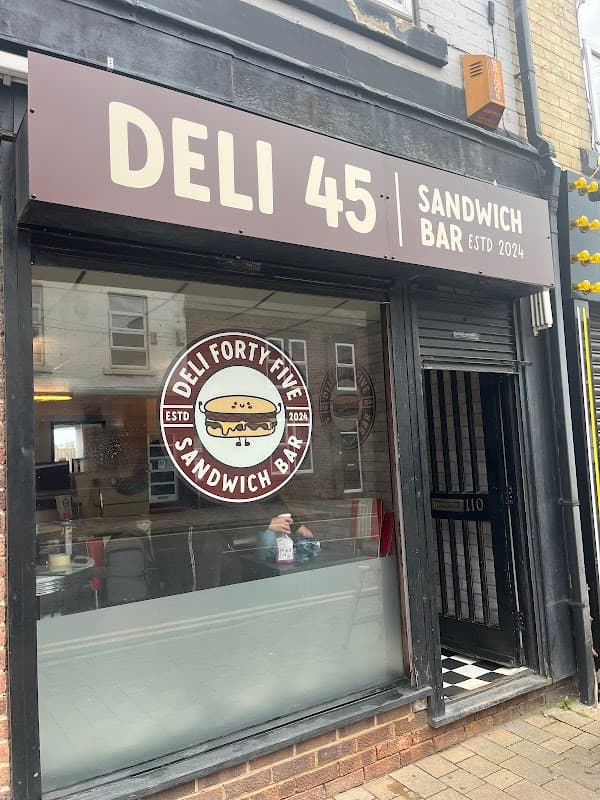 DELI 45
SANDWICH
BAR ESTD 2024
DELI FORTY-FIVE
ESTD 2024
SANDWICH BAR
110